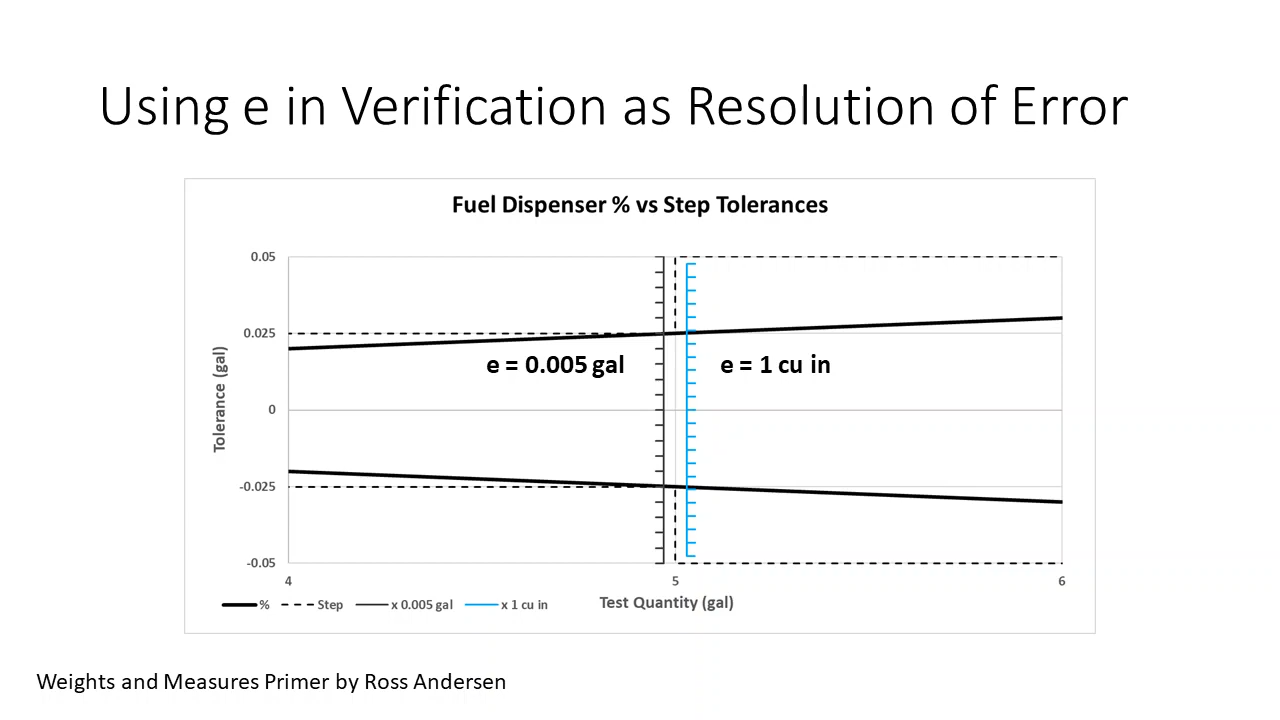 Using e in Verification as Resolution of Error
Fuel Dispenser % vs Step Tolerances
Tolerance (gal)
0.05
0.025
0
-0.025
-0.05
e = 0.005 gal
e = 1 cu in
4
5
6
Test Quantity (gal)
%
Step
x 0.005 gal
x 1 cu in
Weights and Measures Primer by Ross Andersen